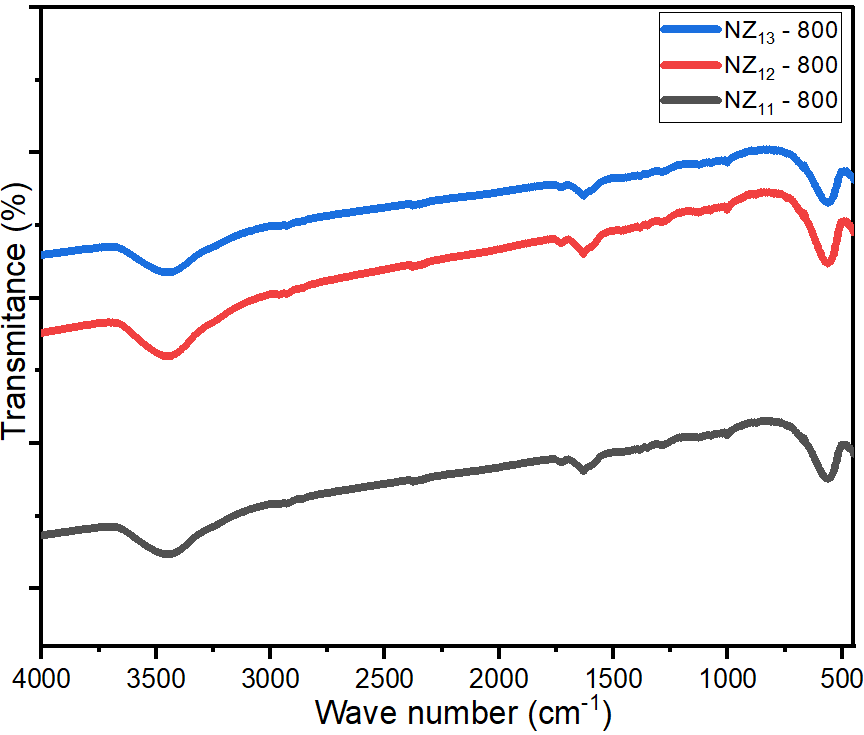 NZ₁₃ - 800
NZ₁₂ - 800
NZ₁₁ - 800
Transmitance (%)
4000 3500 3000 2500 2000 1500 1000 500
Wave number (cm⁻¹)